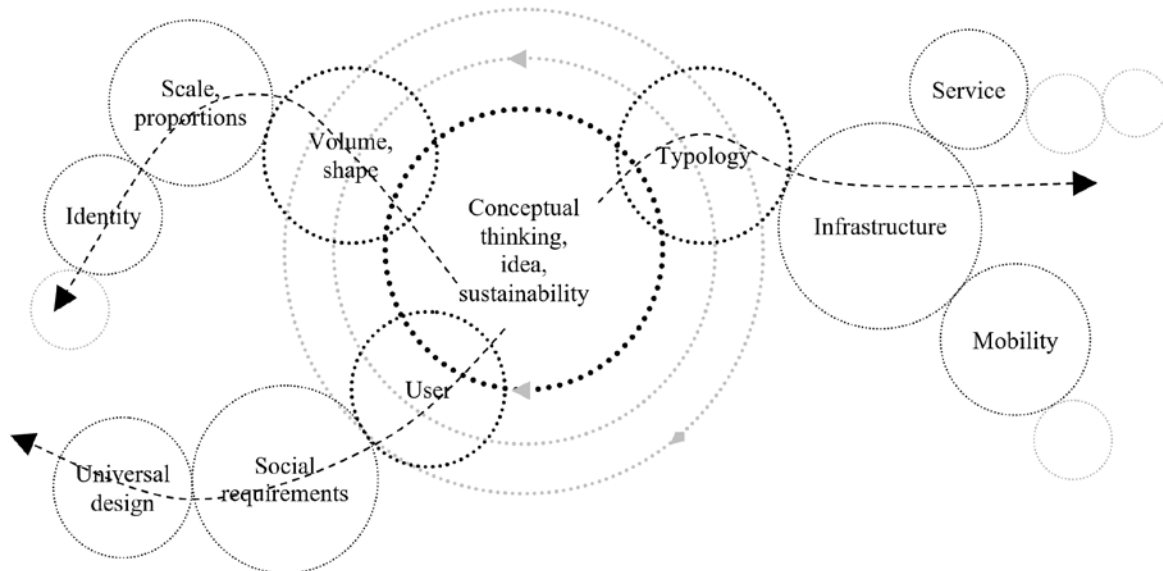 Scale,
proportions
Volume,
shape
Identity
Conceptual
thinking,
idea,
sustainability
Typology
Service
Infrastructure
Mobility
User
Social
requirements
Universal
design